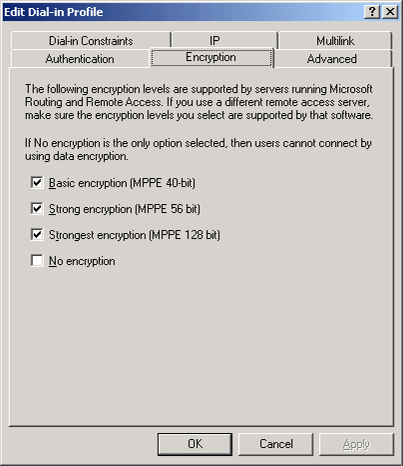 Edit Dial-in Profile
Dial-in Constraints IP Multilink
Authentication Encryption Advanced
The following encryption levels are supported by servers running Microsoft
Routing and Remote Access. If you use a different remote access server,
make sure the encryption levels you select are supported by that software.
If No encryption is the only option selected, then users cannot connect by
using data encryption.
Basic encryption (MPPE 40-bit)
Strong encryption (MPPE 56 bit)
Strongest encryption (MPPE 128 bit)
No encryption
OK Cancel Apply